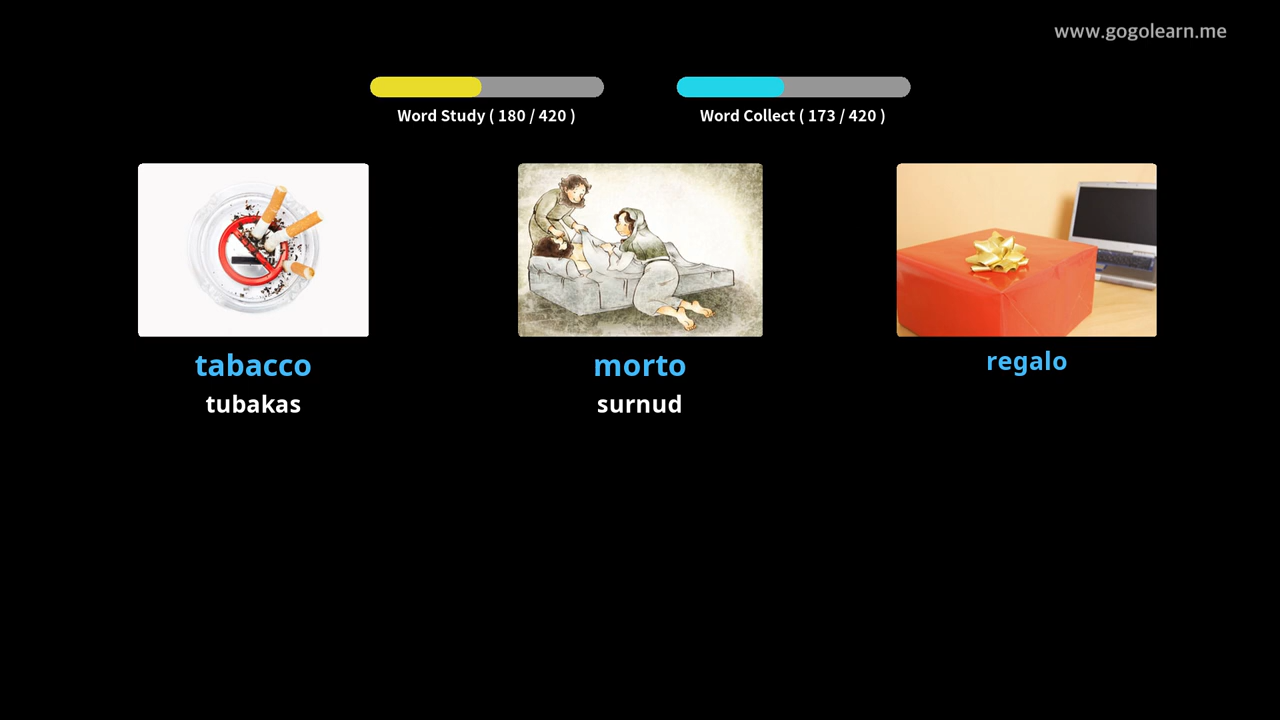 www.gogolearn.me
Word Study ( 180 / 420 )
Word Collect ( 173 / 420 )
tabacco
tubakas
morto
surnud
regalo